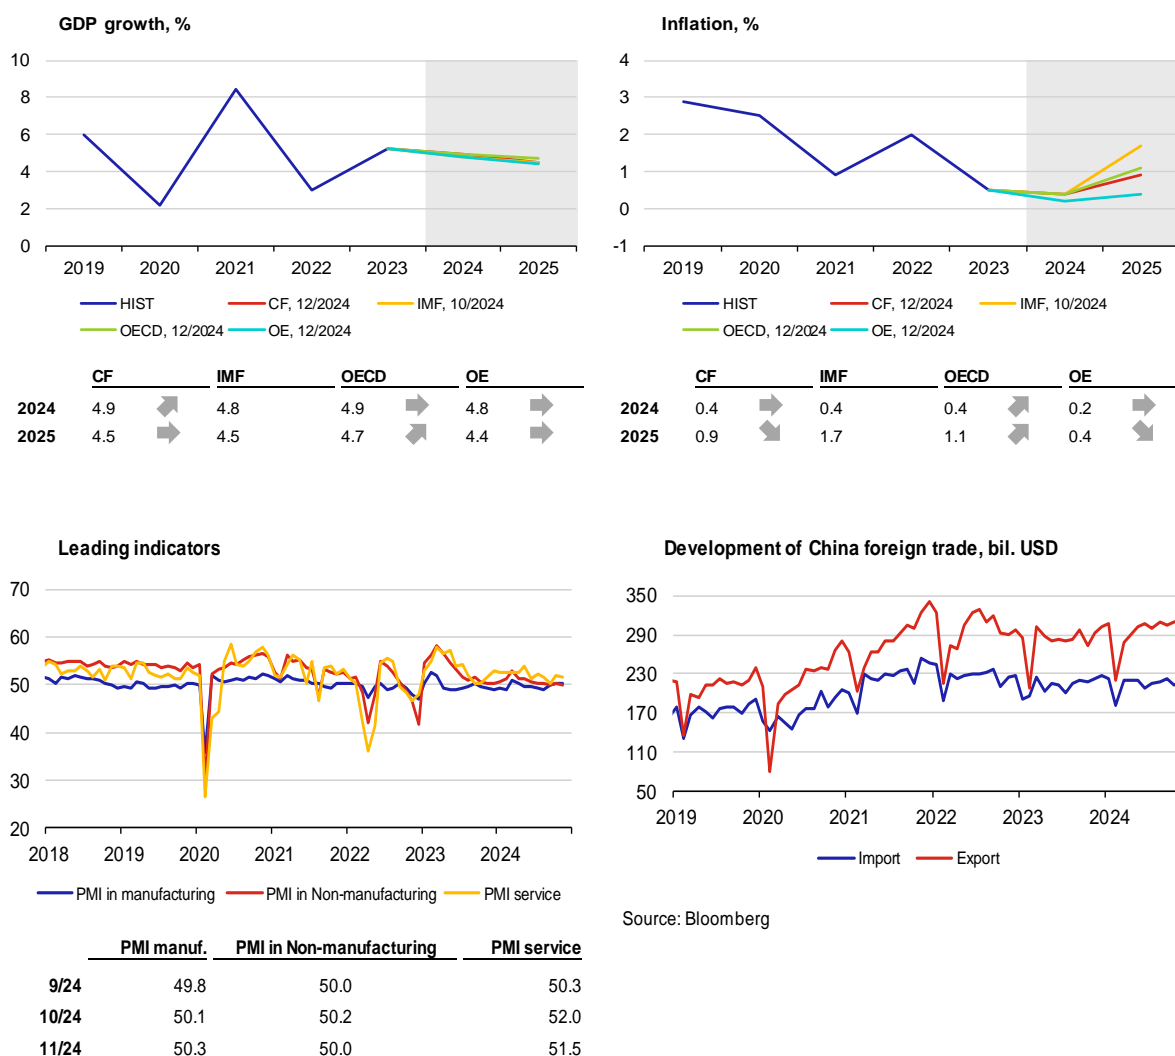 GDP growth, %
10
8
6
4
2
0
2019 2020 2021 2022 2023 2024 2025
HIST CF, 12/2024 IMF, 10/2024
OECD, 12/2024 OE, 12/2024
CF IMF OECD OE
2024 4.9 4.8 4.9 4.8
2025 4.5 4.5 4.7 4.4
Inflation, %
4
3
2
1
0
-1
2019 2020 2021 2022 2023 2024 2025
HIST CF, 12/2024 IMF, 10/2024
OECD, 12/2024 OE, 12/2024
CF IMF OECD OE
2024 0.4 0.4 0.4 0.2
2025 0.9 1.7 1.1 0.4
Leading indicators
70
60
50
40
30
20
2018 2019 2020 2021 2022 2023 2024
PMI in manufacturing PMI in Non-manufacturing PMI service
PMI manuf. PMI in Non-manufacturing PMI service
9/24 49.8 50.0 50.3
10/24 50.1 50.2 52.0
11/24 50.3 50.0 51.5
Development of China foreign trade, bil. USD
350
290
230
170
110
50
2019 2020 2021 2022 2023 2024
Import Export
Source: Bloomberg